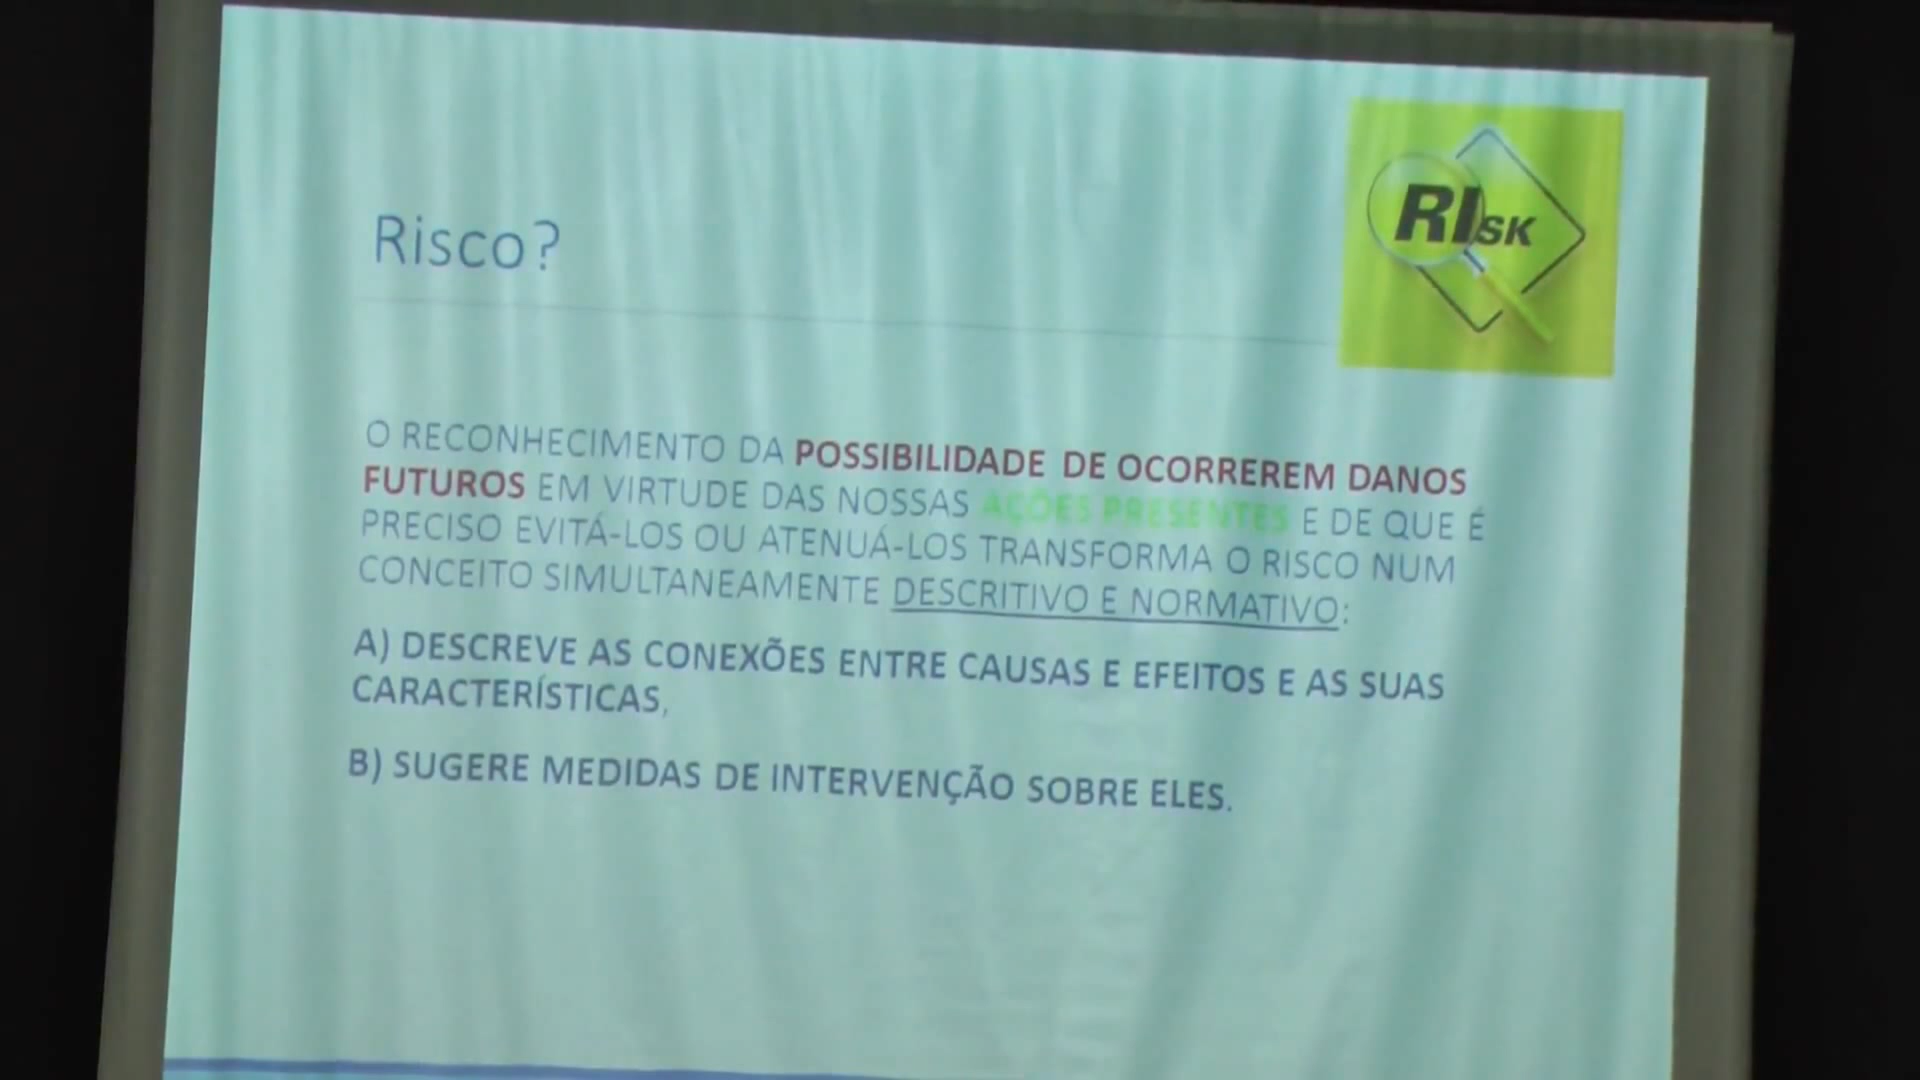 RISK
Risco?
O RECONHECIMENTO DA POSSIBILIDADE DE OCORREREM DANOS
FUTUROS EM VIRTUDE DAS NOSSAS AÇÕES PRESENTES E DE QUE É
PRECISO EVITÁ-LOS OU ATENUÁ-LOS TRANSFORMA O RISCO NUM
CONCEITO SIMULTANEAMENTE DESCRITIVO E NORMATIVO:
A) DESCREVE AS CONEXÕES ENTRE CAUSAS E EFEITOS E AS SUAS
CARACTERÍSTICAS,
B) SUGERE MEDIDAS DE INTERVENÇÃO SOBRE ELES.